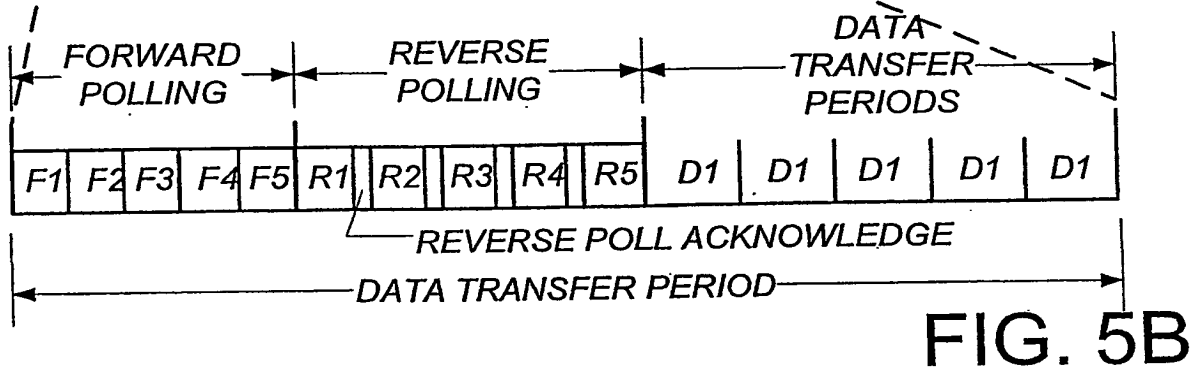 FORWARD
POLLING
REVERSE
POLLING
DATA
TRANSFER
PERIODS
F1 F2 F3 F4 F5 R1 R2 R3 R4 R5 D1 D1 D1 D1 D1
REVERSE POLL ACKNOWLEDGE
DATA TRANSFER PERIOD
FIG. 5B